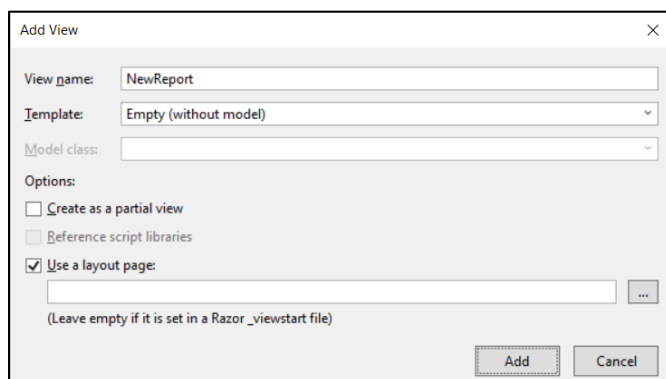 Add View
View name: NewReport
Template: Empty (without model)
Model class:
Options:
Create as a partial view
Reference script libraries
Use a layout page:
...
(Leave empty if it is set in a Razor _viewstart file)
Add Cancel